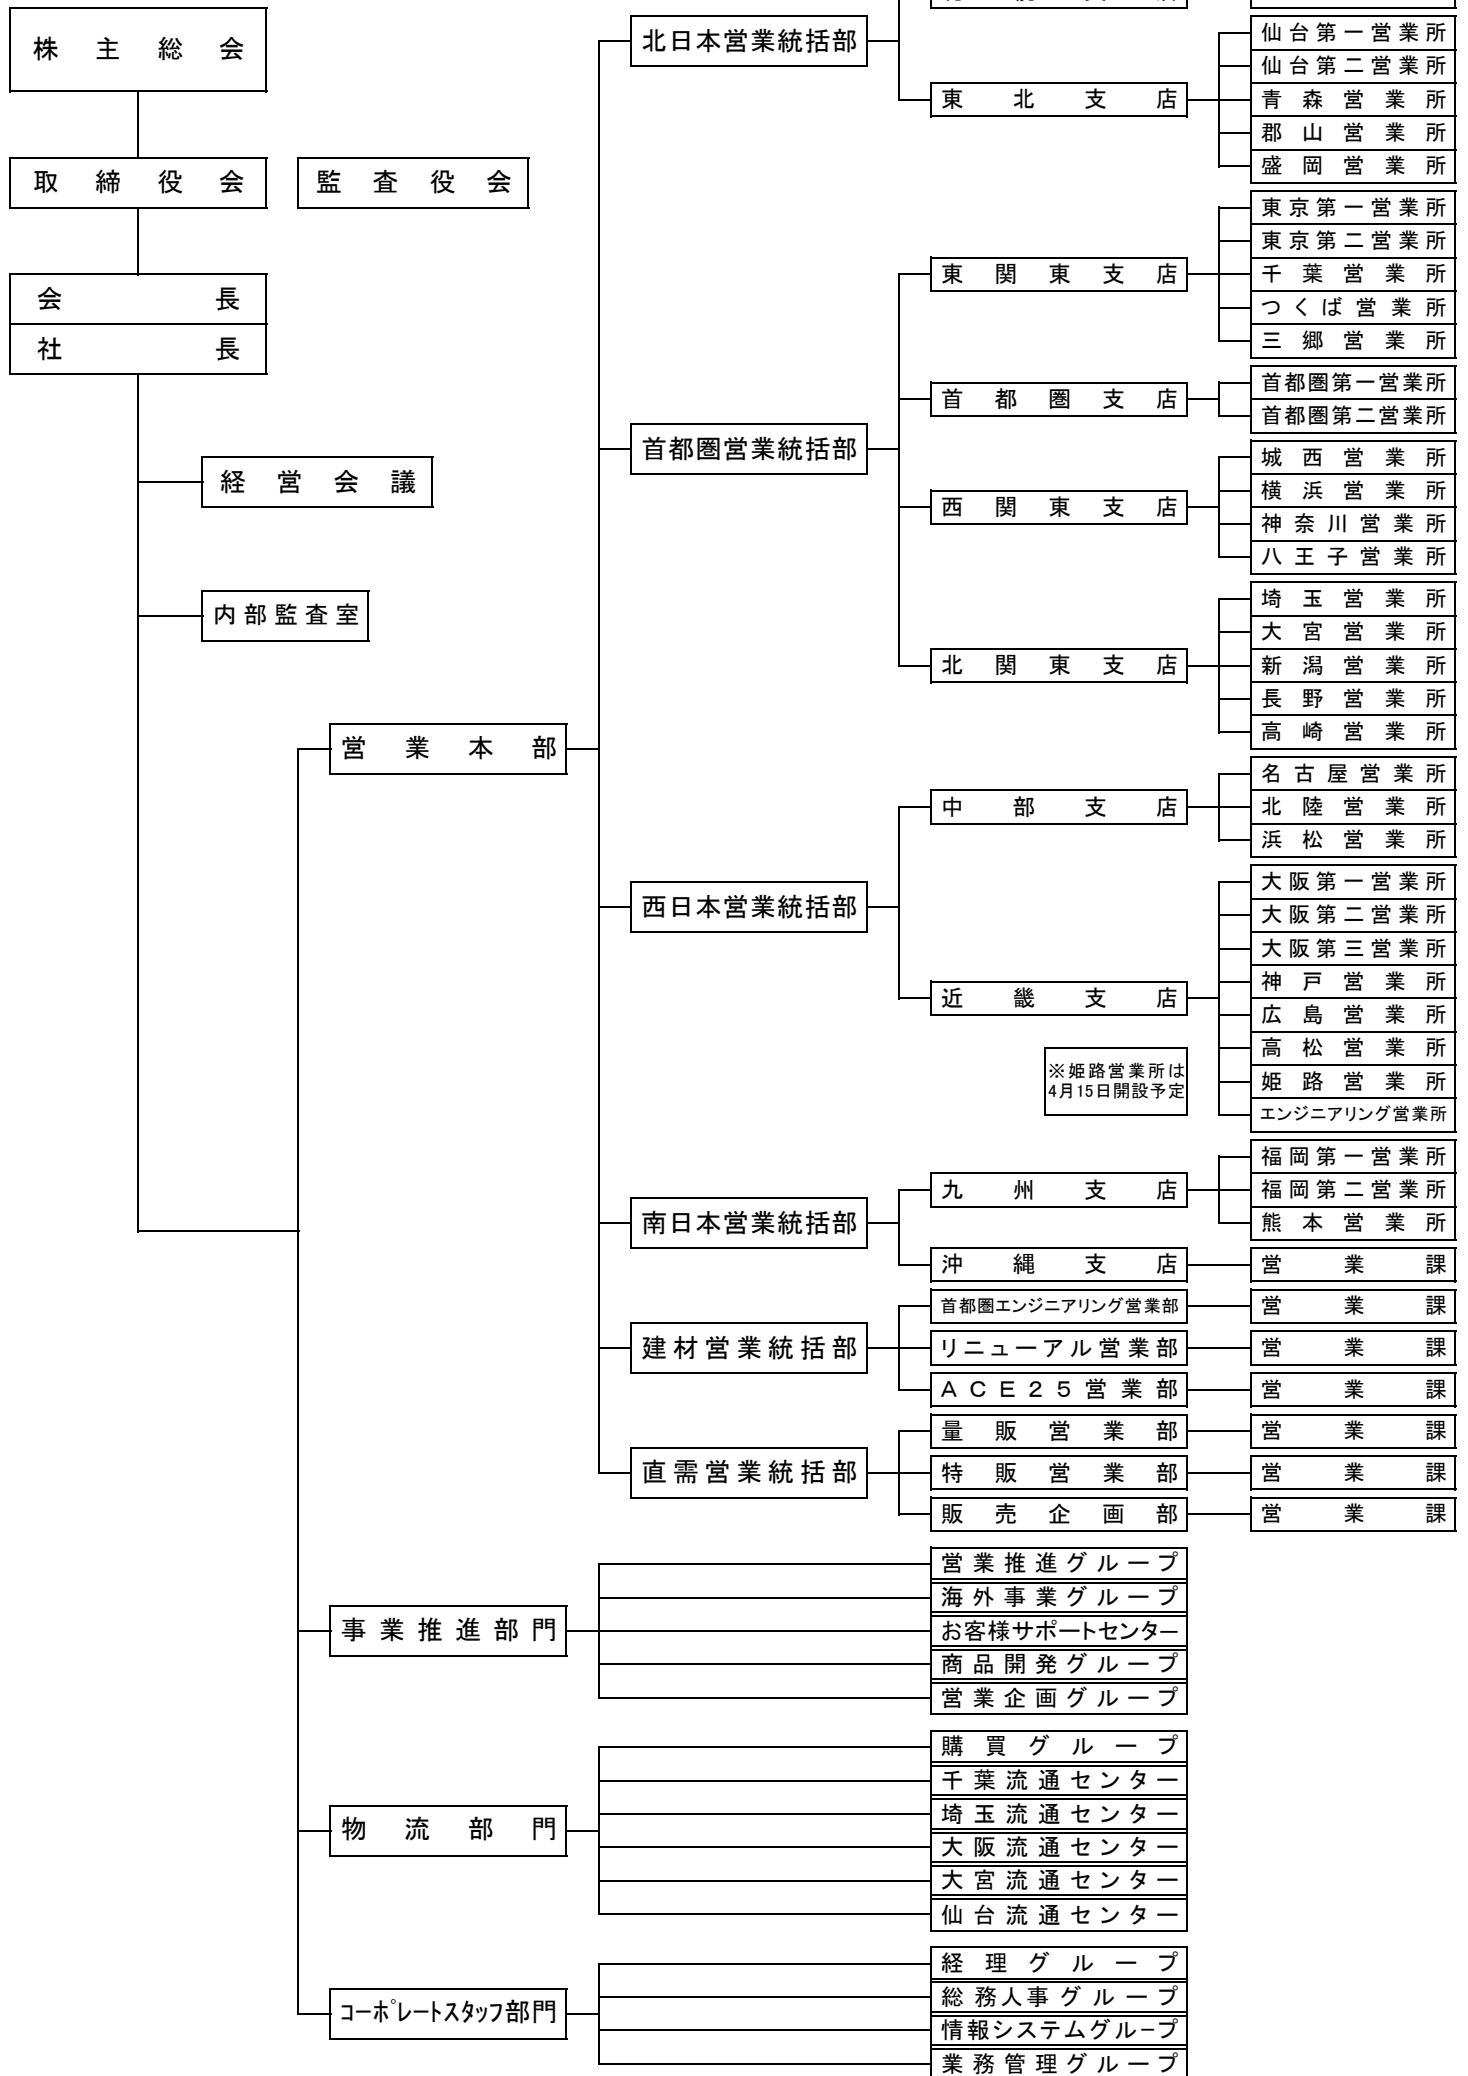 株主総会
取締役会
監査役会
会長
社長
経営会議
内部監査室
営業本部
北日本営業統括部
東北支店
仙台第一営業所
仙台第二営業所
青森営業所
郡山営業所
盛岡営業所
首都圏営業統括部
東関東支店
東京第一営業所
東京第二営業所
千葉営業所
つくば営業所
三郷営業所
首都圏支店
首都圏第一営業所
首都圏第二営業所
西関東支店
城西営業所
横浜営業所
神奈川営業所
八王子営業所
北関東支店
埼玉営業所
大宮営業所
新潟営業所
長野営業所
高崎営業所
西日本営業統括部
中部支店
名古屋営業所
北陸営業所
浜松営業所
近畿支店
大阪第一営業所
大阪第二営業所
大阪第三営業所
神戸営業所
広島営業所
高松営業所
姫路営業所
エンジニアリング営業所
※姫路営業所は
4月15日開設予定
南日本営業統括部
九州支店
福岡第一営業所
福岡第二営業所
熊本営業所
沖縄支店
営業課
建材営業統括部
首都圏エンジニアリング営業部
営業課
リニューアル営業部
営業課
ACE25営業部
営業課
直需営業統括部
量販営業部
営業課
特販営業部
営業課
販売企画部
営業課
事業推進部門
営業推進グループ
海外事業グループ
お客様サポートセンター
商品開発グループ
営業企画グループ
物流部門
購買グループ
千葉流通センター
埼玉流通センター
大阪流通センター
大宮流通センター
仙台流通センター
コーポレートスタッフ部門
経理グループ
総務人事グループ
情報システムグループ
業務管理グループ